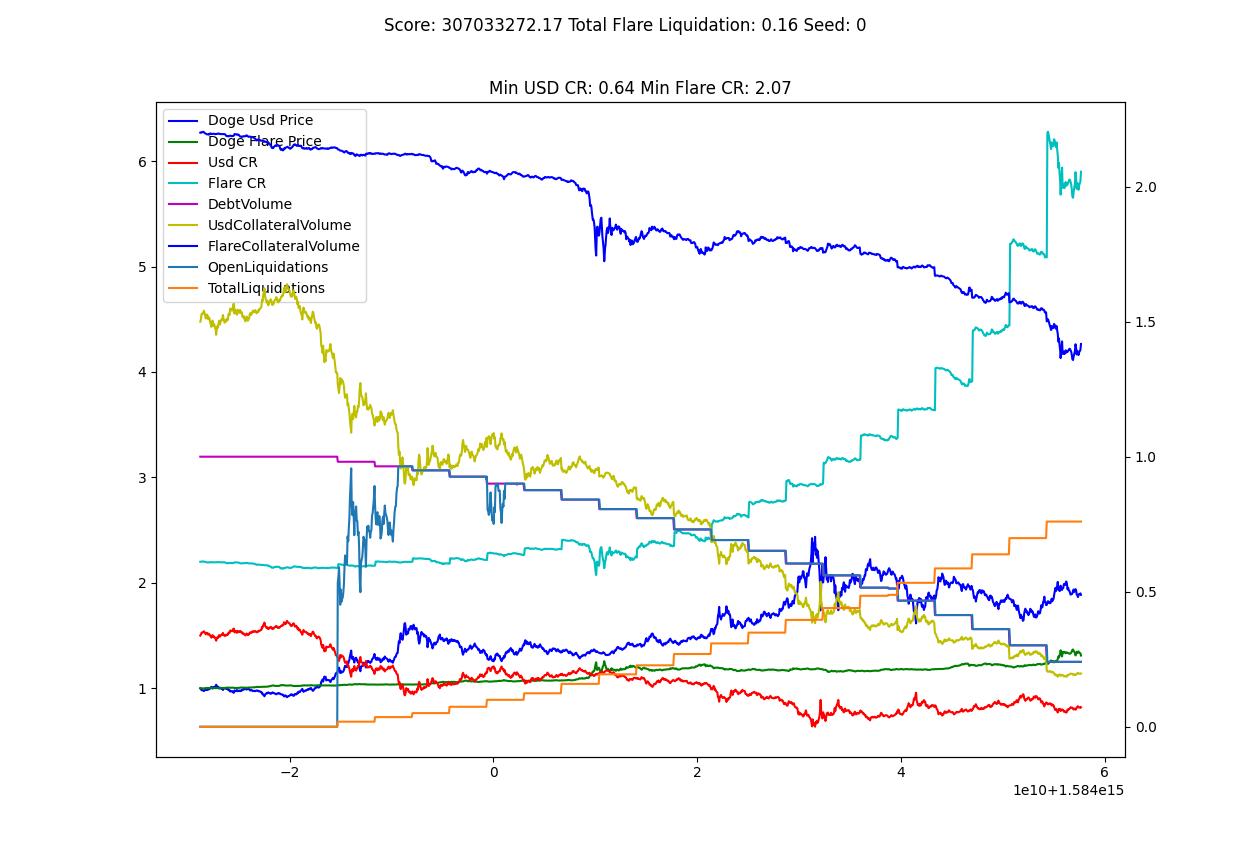 Score: 307033272.17 Total Flare Liquidation: 0.16 Seed: 0
Min USD CR: 0.64 Min Flare CR: 2.07
Doge Usd Price
Doge Flare Price
Usd CR
Flare CR
DebtVolume
UsdCollateralVolume
FlareCollateralVolume
OpenLiquidations
TotalLiquidations
6
5
4
3
2
1
2.0
1.5
1.0
0.5
0.0
−2
0
2
4
6
1e10+1.584e15